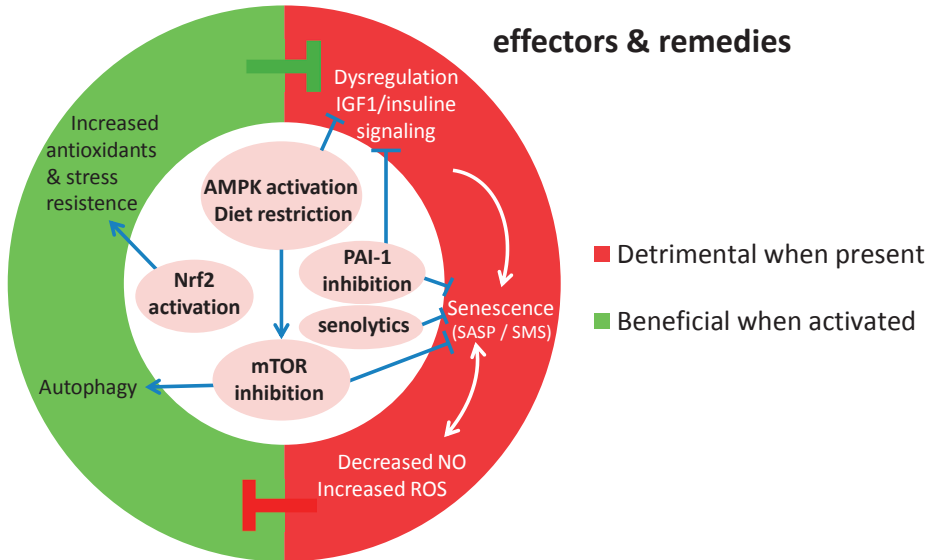 effectors & remedies
Dysregulation
IGF1/insuline
signaling
Increased
antioxidants
& stress
resistence
AMPK activation
Diet restriction
Nrf2
activation
PAI-1
inhibition
senolytics
mTOR
inhibition
Autophagy
Senescence
(SASP / SMS)
Decreased NO
Increased ROS
Detrimental when present
Beneficial when activated